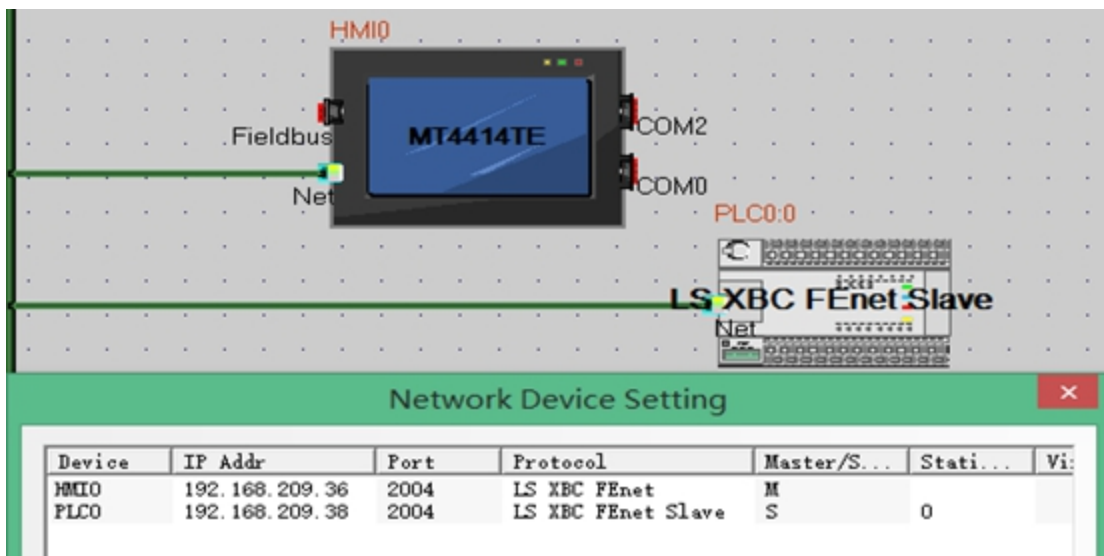 HMI0
Fieldbus
MT4414TE
COM2
Net
COM0
PLC0:0
LS XBC FEnet Slave
Net
Network Device Setting
Device IP Addr Port Protocol Master/S... Stati... Vi
HMI0 192.168.209.36 2004 LS XBC FEnet M
PLC0 192.168.209.38 2004 LS XBC FEnet Slave S 0